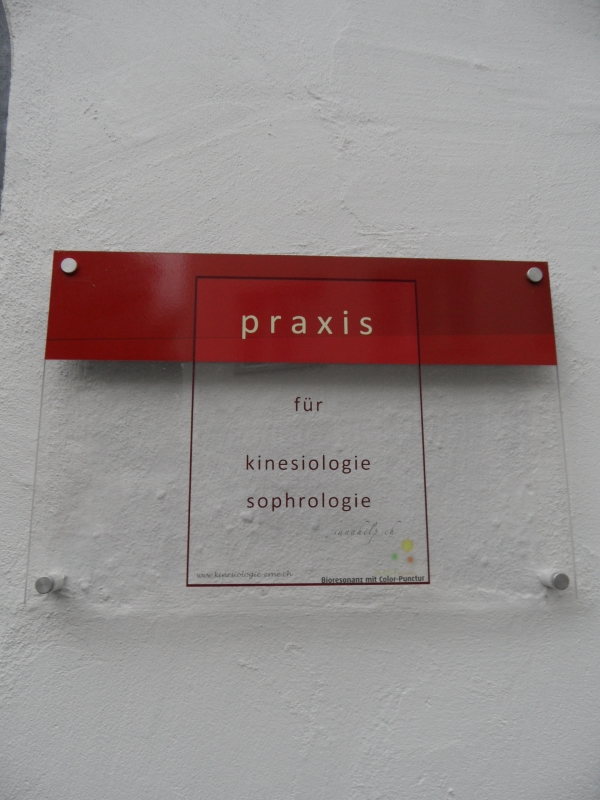 praxis
für
kinesiologie
sophrologie
Bioresonanz mit Color-Punctur